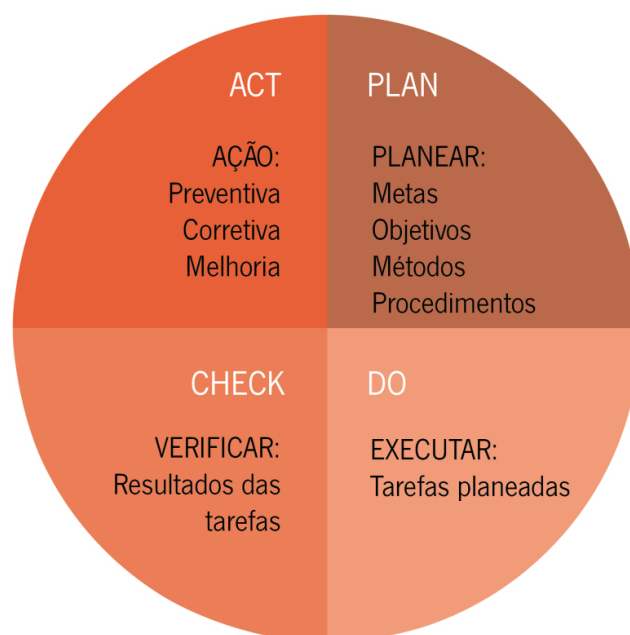 ACT
AÇÃO:
Preventiva
Corretiva
Melhoria
PLAN
PLANEAR:
Metas
Objetivos
Métodos
Procedimentos
CHECK
VERIFICAR:
Resultados das
tarefas
DO
EXECUTAR:
Tarefas planeadas